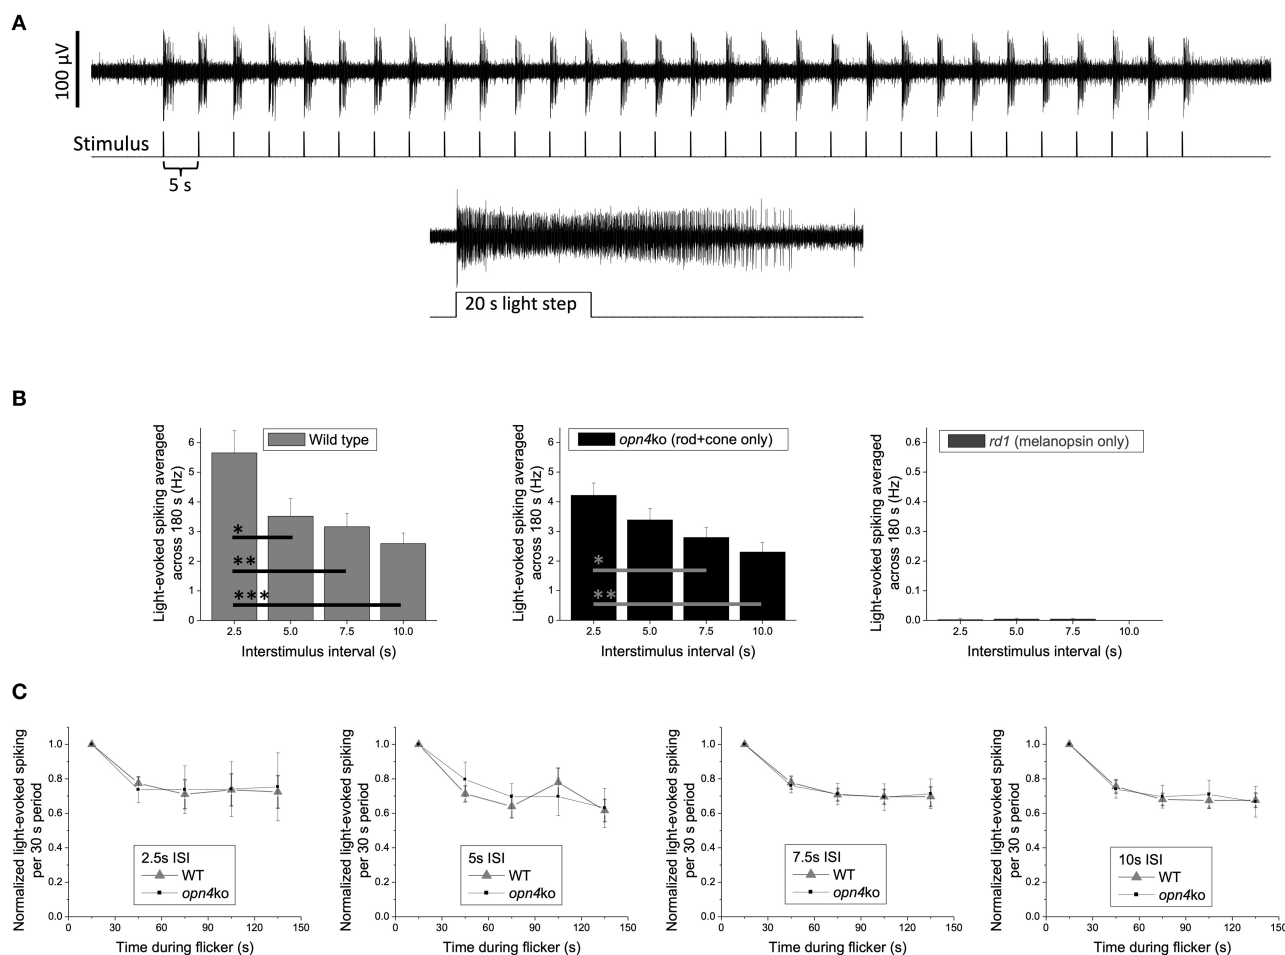 A
100 µV
Stimulus
5 s
20 s light step
B
Light-evoked spiking averaged
across 180 s (Hz)
6
5
4
3
2
1
0
Wild type
*
**
***
2.5 5.0 7.5 10.0
Interstimulus interval (s)
Light-evoked spiking averaged
across 180 s (Hz)
6
5
4
3
2
1
0
opn4ko (rod+cone only)
*
**
2.5 5.0 7.5 10.0
Interstimulus interval (s)
Light-evoked spiking averaged
across 180 s (Hz)
0.6
0.5
0.4
0.3
0.2
0.1
0.0
rd1 (melanopsin only)
2.5 5.0 7.5 10.0
Interstimulus interval (s)
C
Normalized light-evoked spiking
per 30 s period
1.0
0.8
0.6
0.4
0.2
0.0
2.5s ISI
WT
opn4ko
0 30 60 90 120 150
Time during flicker (s)
Normalized light-evoked spiking
per 30 s period
1.0
0.8
0.6
0.4
0.2
0.0
5s ISI
WT
opn4ko
0 30 60 90 120 150
Time during flicker (s)
Normalized light-evoked spiking
per 30 s period
1.0
0.8
0.6
0.4
0.2
0.0
7.5s ISI
WT
opn4ko
0 30 60 90 120 150
Time during flicker (s)
Normalized light-evoked spiking
per 30 s period
1.0
0.8
0.6
0.4
0.2
0.0
10s ISI
WT
opn4ko
0 30 60 90 120 150
Time during flicker (s)